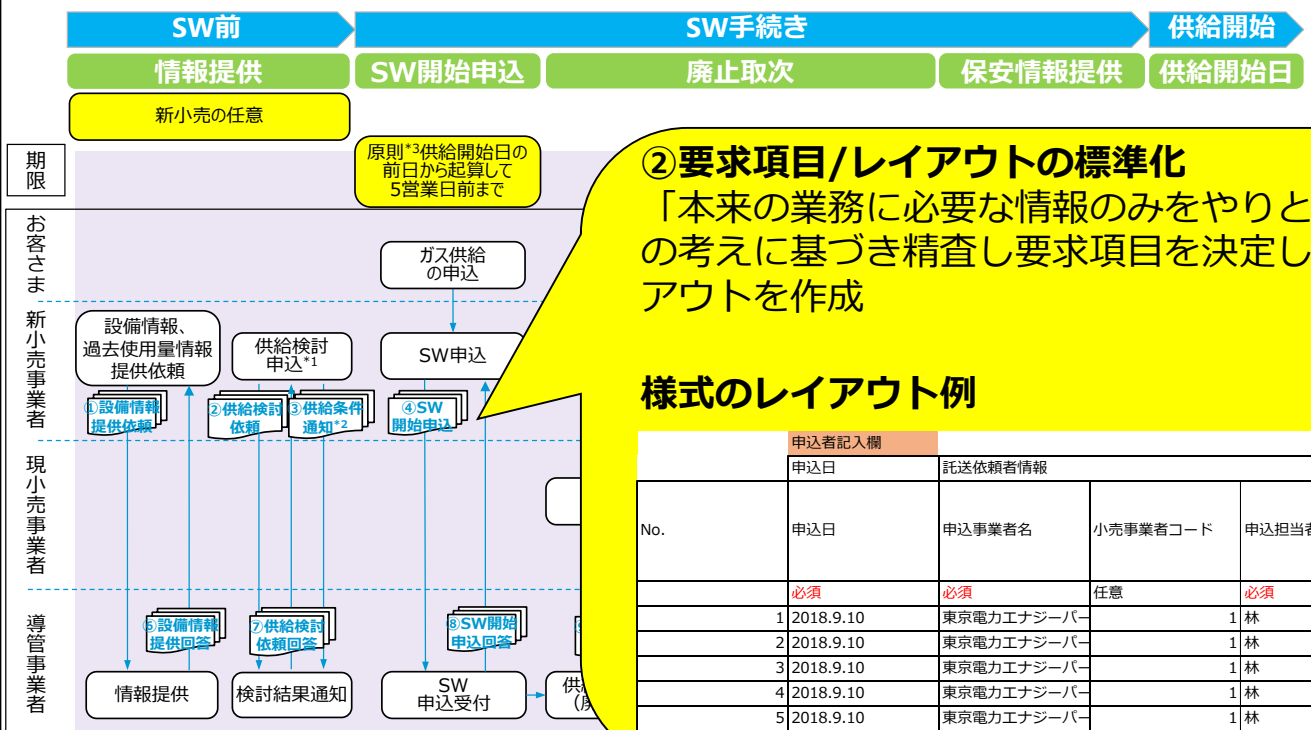 SW前
SW手続き
供給開始
情報提供
SW開始申込
廃止取次
保安情報提供
供給開始日
新小売の任意
期限
原則*3供給開始日の
前日から起算して
5営業日前まで
②要求項目/レイアウトの標準化
「本来の業務に必要な情報のみをやりと
の考えに基づき精査し要求項目を決定し
アウトを作成
様式のレイアウト例
お客さま
ガス供給
の申込
新小売事業者
設備情報、
過去使用量情報
提供依頼
供給検討
申込*1
SW申込
①設備情報
提供依頼
②供給検討
依頼
③供給条件
通知*2
④SW
開始申込
現小売事業者
導管事業者
⑥設備情報
提供回答
⑦供給検討
依頼回答
⑧SW開始
申込回答
情報提供
検討結果通知
SW
申込受付
申込者記入欄
申込日 託送依頼者情報
No. 申込日 申込事業者名 小売事業者コード 申込担当者
必須 必須 任意 必須
1 2018.9.10 東京電力エナジーパー 1 林
2 2018.9.10 東京電力エナジーパー 1 林
3 2018.9.10 東京電力エナジーパー 1 林
4 2018.9.10 東京電力エナジーパー 1 林
5 2018.9.10 東京電力エナジーパー 1 林